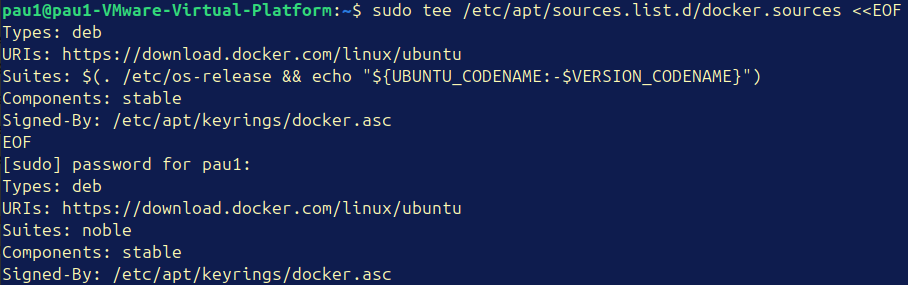 pau1@pau1-VMware-Virtual-Platform:~$ sudo tee /etc/apt/sources.list.d/docker.sources <<EOF
Types: deb
URIs: https://download.docker.com/linux/ubuntu
Suites: $(. /etc/os-release && echo "${UBUNTU_CODENAME:-$VERSION_CODENAME}")
Components: stable
Signed-By: /etc/apt/keyrings/docker.asc
EOF
[sudo] password for pau1:
Types: deb
URIs: https://download.docker.com/linux/ubuntu
Suites: noble
Components: stable
Signed-By: /etc/apt/keyrings/docker.asc